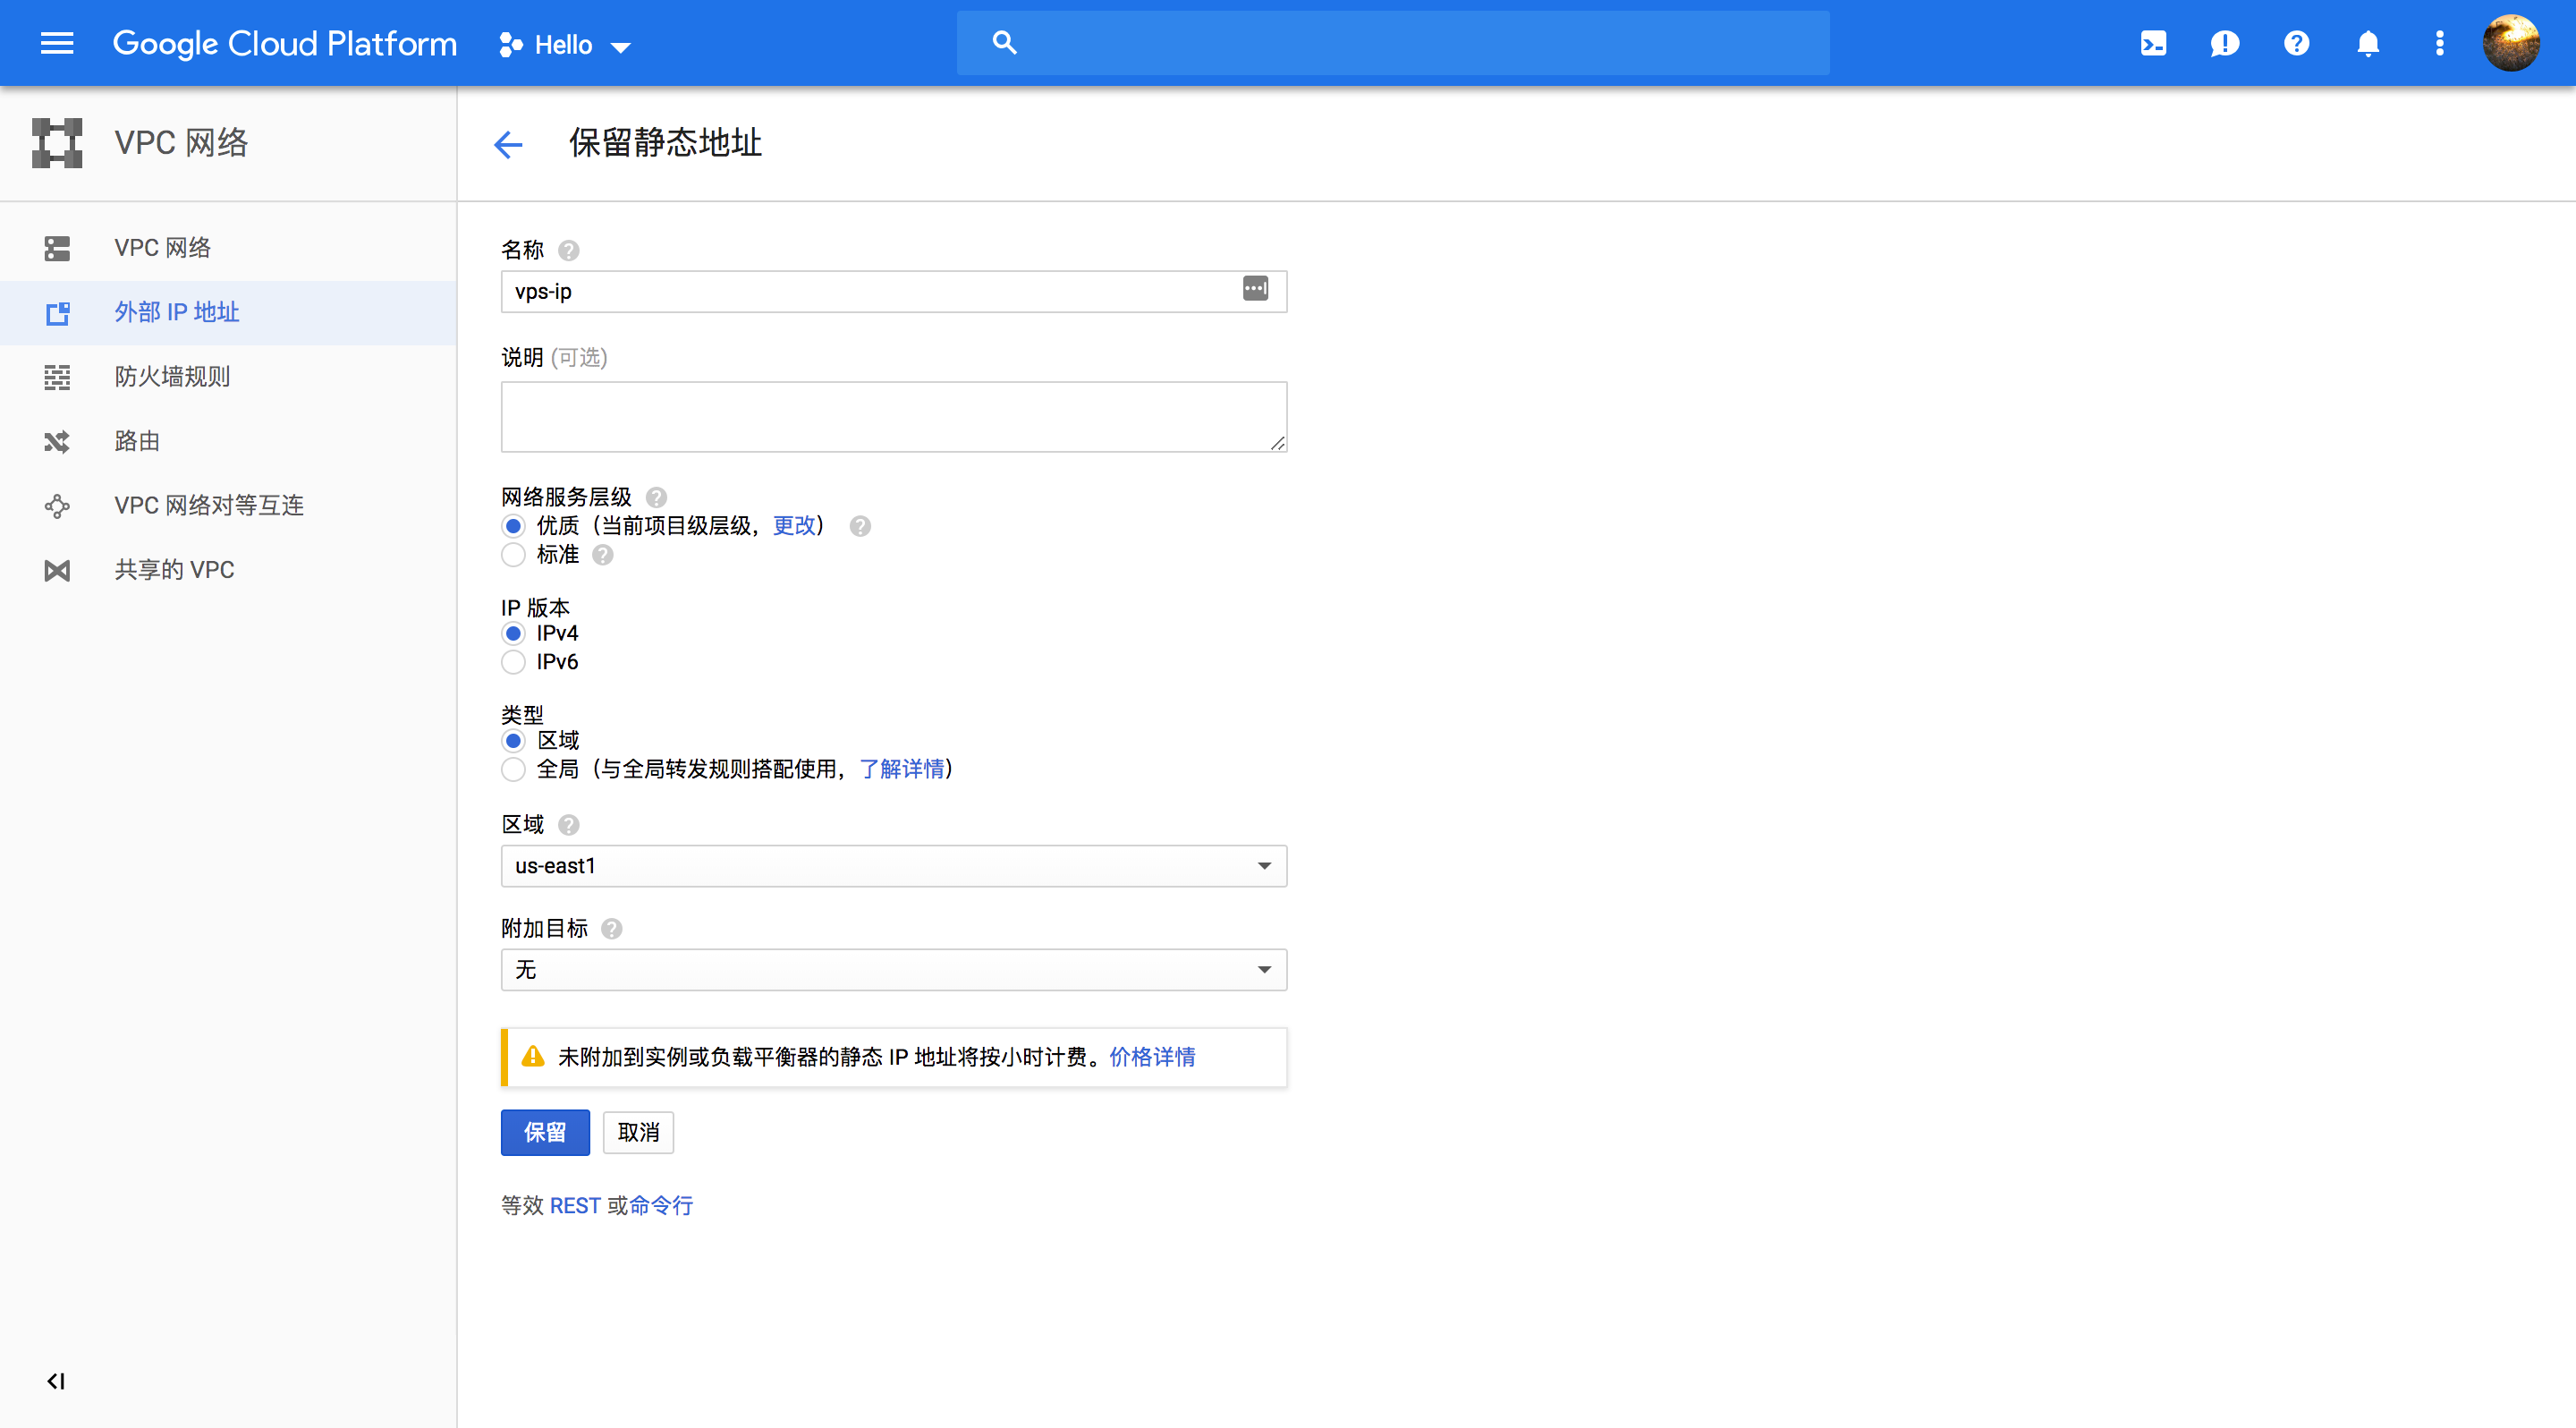 Google Cloud Platform
Hello
VPC 网络
保留静态地址
VPC 网络
外部 IP 地址
防火墙规则
路由
VPC 网络对等互连
共享的 VPC
名称
vps-ip
说明 (可选)
网络服务层级
优质（当前项目级层级，更改）
标准
IP 版本
IPv4
IPv6
类型
区域
全局（与全局转发规则搭配使用，了解详情）
区域
us-east1
附加目标
无
未附加到实例或负载平衡器的静态 IP 地址将按小时计费。价格详情
保留
取消
等效 REST 或命令行